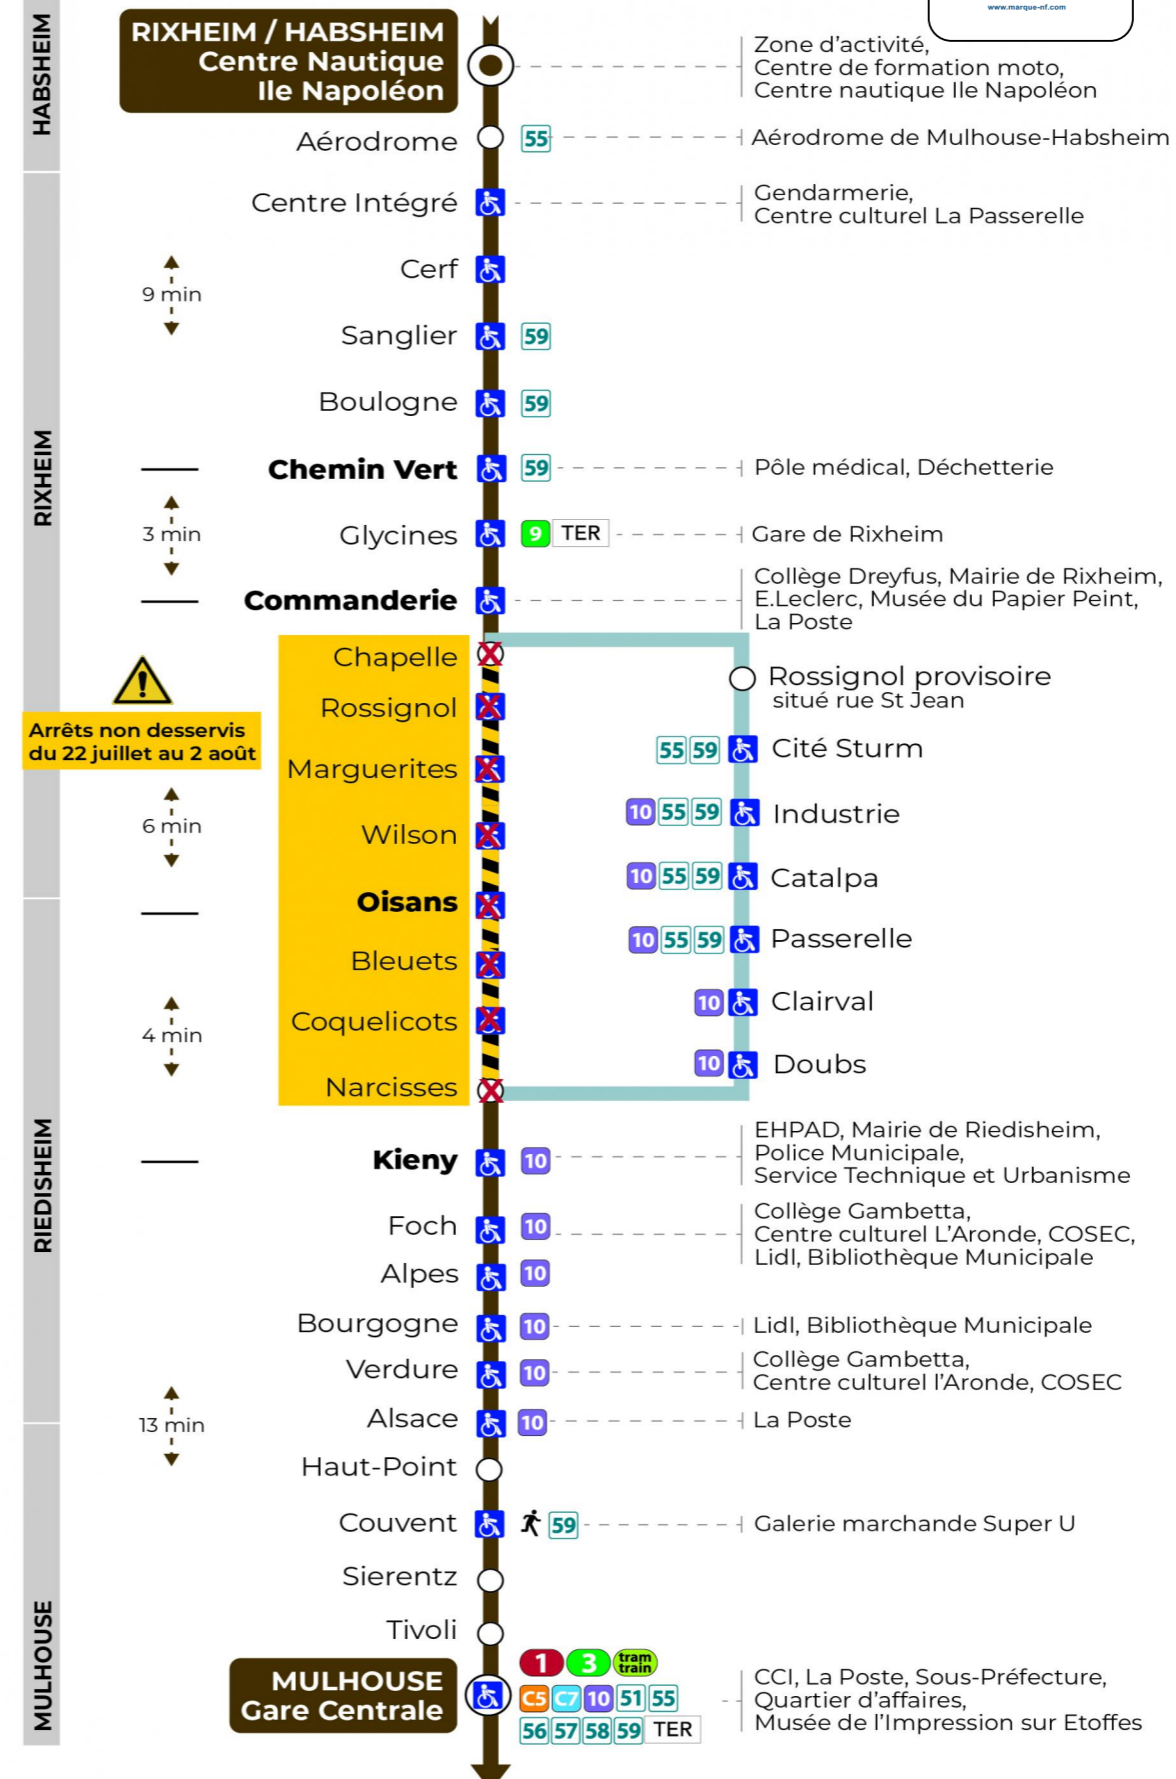 www.marque-nf.com
HABSHEIM
RIXHEIM / HABSHEIM
Centre Nautique
Ile Napoléon
Zone d'activité,
Centre de formation moto,
Centre nautique Ile Napoléon
Aérodrome
55
Aérodrome de Mulhouse-Habsheim
RIXHEIM
Centre Intégré
Gendarmerie,
Centre culturel La Passerelle
Cerf
9 min
Sanglier
59
Boulogne
59
Chemin Vert
59
Pôle médical, Déchetterie
3 min
Glycines
9 TER
Gare de Rixheim
Commanderie
Collège Dreyfus, Mairie de Rixheim,
E.Leclerc, Musée du Papier Peint,
La Poste
Chapelle
Rossignol provisoire
situé rue St Jean
Rossignol
Arrêts non desservis
du 22 juillet au 2 août
55 59 Cité Sturm
Marguerites
6 min
10 55 59 Industrie
Wilson
10 55 59 Catalpa
Oisans
10 55 59 Passerelle
RIEDISHEIM
Bleuets
10 Clairval
Coquelicots
4 min
10 Doubs
Narcisses
Kieny
10
EHPAD, Mairie de Riedisheim,
Police Municipale,
Service Technique et Urbanisme
Foch
10
Collège Gambetta,
Centre culturel L'Aronde, COSEC,
Lidl, Bibliothèque Municipale
Alpes
10
Bourgogne
10
Lidl, Bibliothèque Municipale
Verdure
10
Collège Gambetta,
Centre culturel l'Aronde, COSEC
13 min
Alsace
10
La Poste
MULHOUSE
Haut-Point
Couvent
59
Galerie marchande Super U
Sierentz
Tivoli
MULHOUSE
Gare Centrale
1 3 tram
train
C5 C7 10 51 55
56 57 58 59 TER
CCI, La Poste, Sous-Préfecture,
Quartier d'affaires,
Musée de l'Impression sur Etoffes